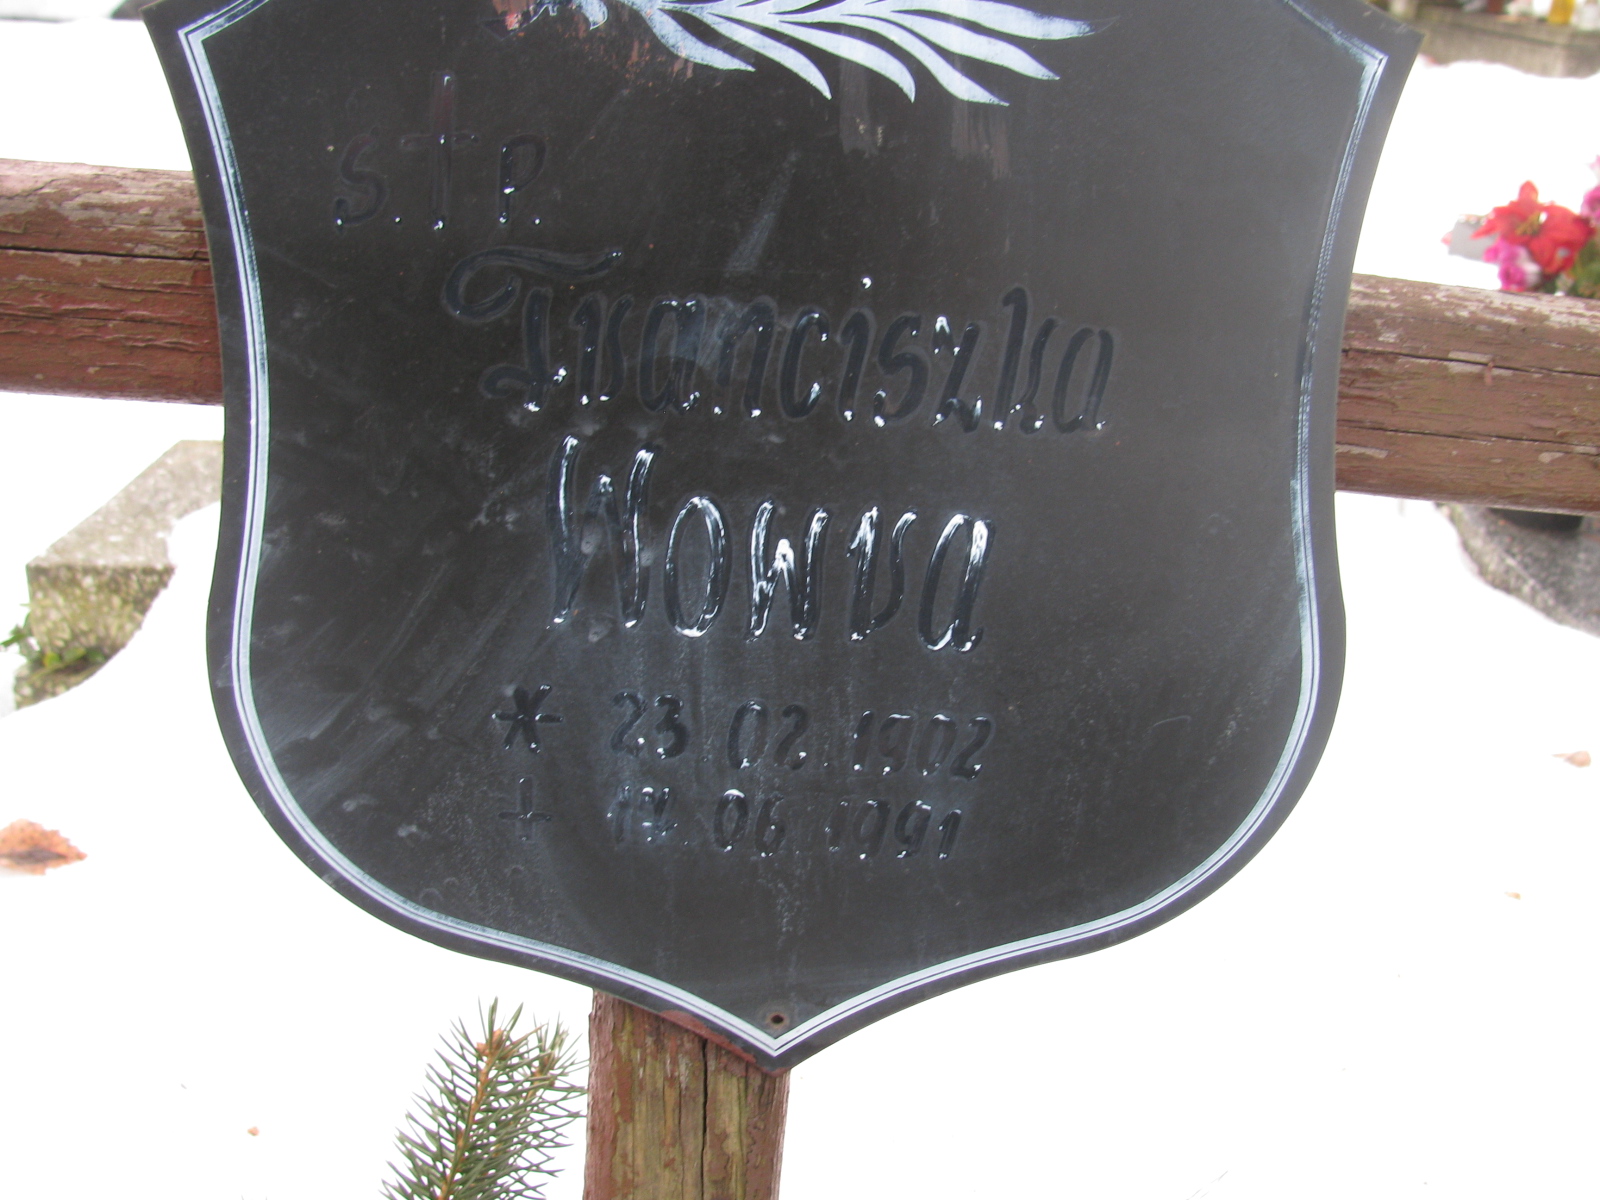 S.†P.
Franciszka
Wowra
* 23.02.1902
† 14.06.1991